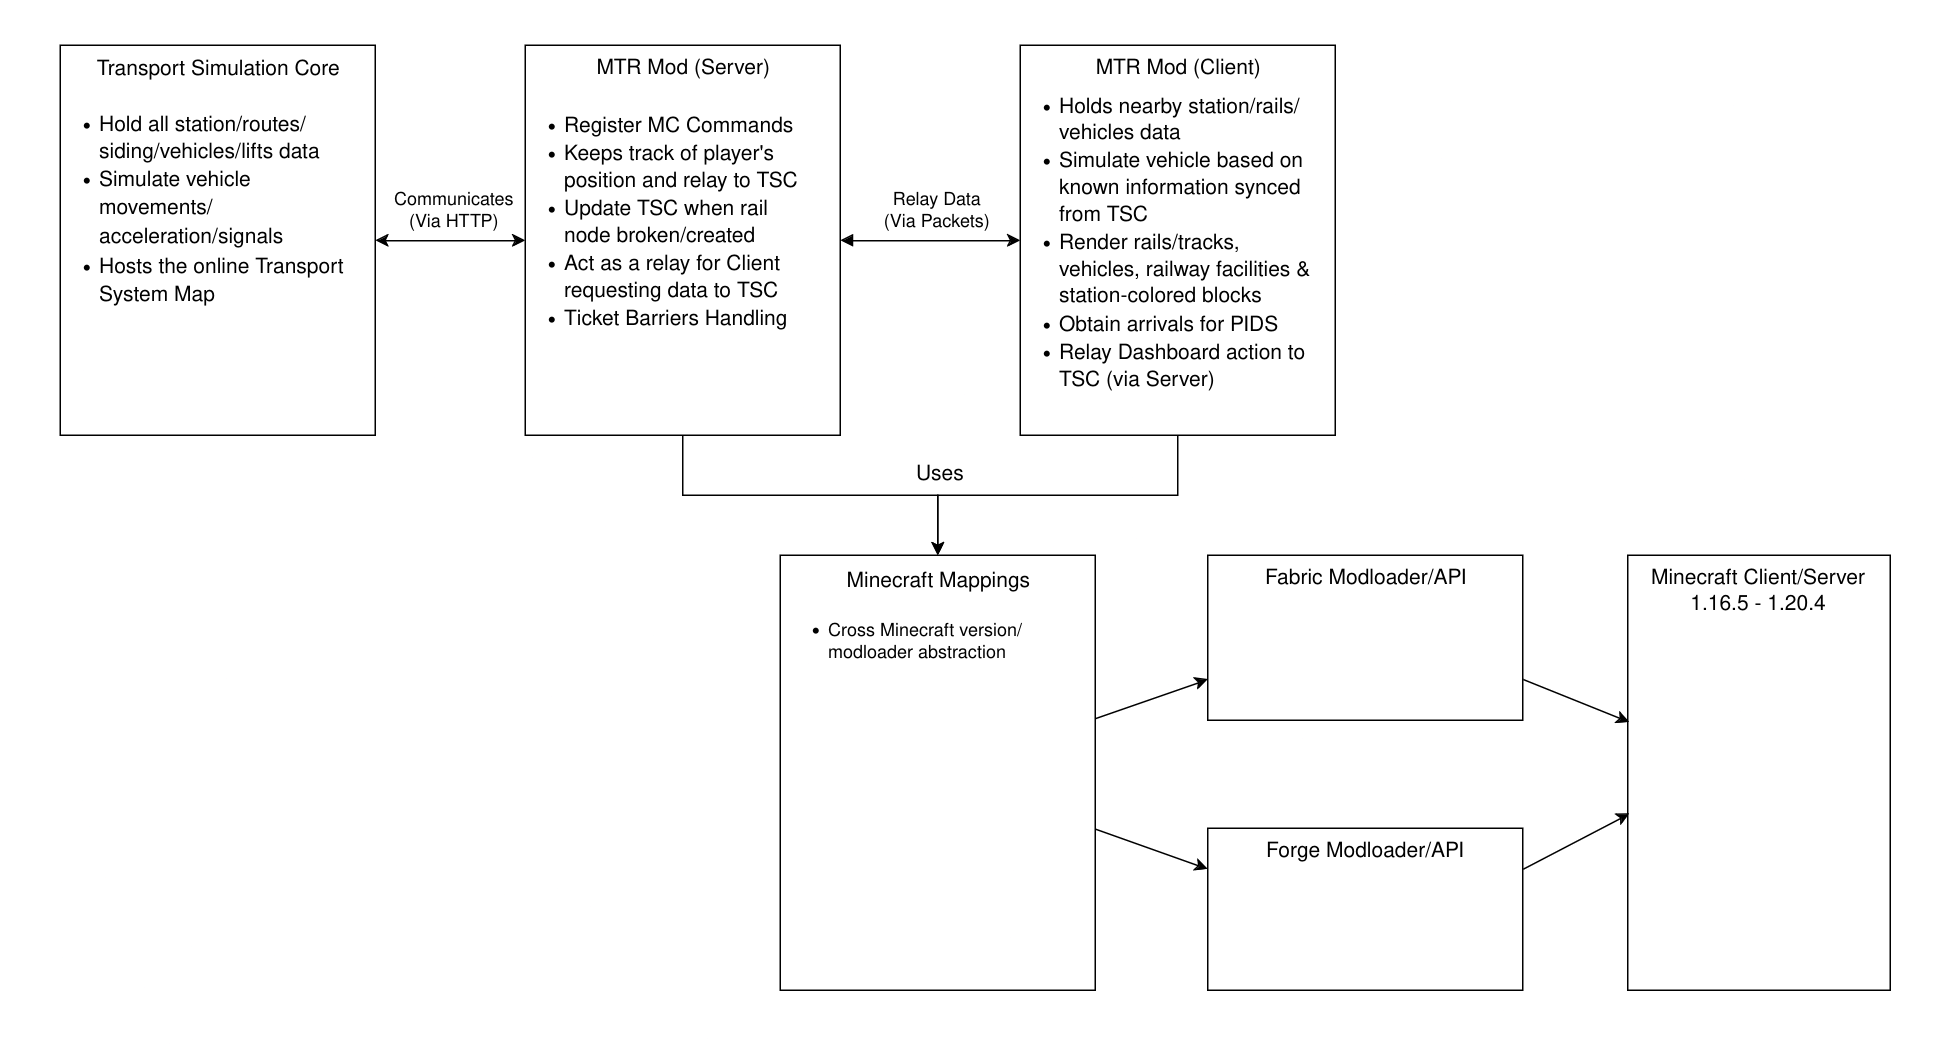 Transport Simulation Core
• Hold all station/routes/
siding/vehicles/lifts data
• Simulate vehicle
movements/
acceleration/signals
• Hosts the online Transport
System Map
Communicates
(Via HTTP)
MTR Mod (Server)
• Register MC Commands
• Keeps track of player's
position and relay to TSC
• Update TSC when rail
node broken/created
• Act as a relay for Client
requesting data to TSC
• Ticket Barriers Handling
Relay Data
(Via Packets)
MTR Mod (Client)
• Holds nearby station/rails/
vehicles data
• Simulate vehicle based on
known information synced
from TSC
• Render rails/tracks,
vehicles, railway facilities &
station-colored blocks
• Obtain arrivals for PIDS
• Relay Dashboard action to
TSC (via Server)
Uses
Minecraft Mappings
• Cross Minecraft version/
modloader abstraction
Fabric Modloader/API
Forge Modloader/API
Minecraft Client/Server
1.16.5 - 1.20.4